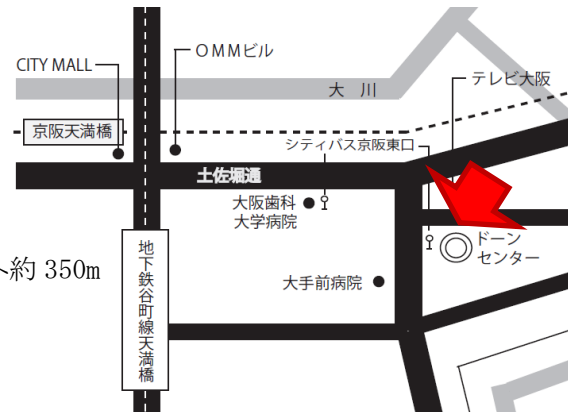 OMMビル
CITY MALL
大 川
テレビ大阪
京阪天満橋
シティバス京阪東口
土佐堀通
大阪歯科
大学病院
ドーン
センター
約 350m
大手前病院
地下鉄谷町線天満橋